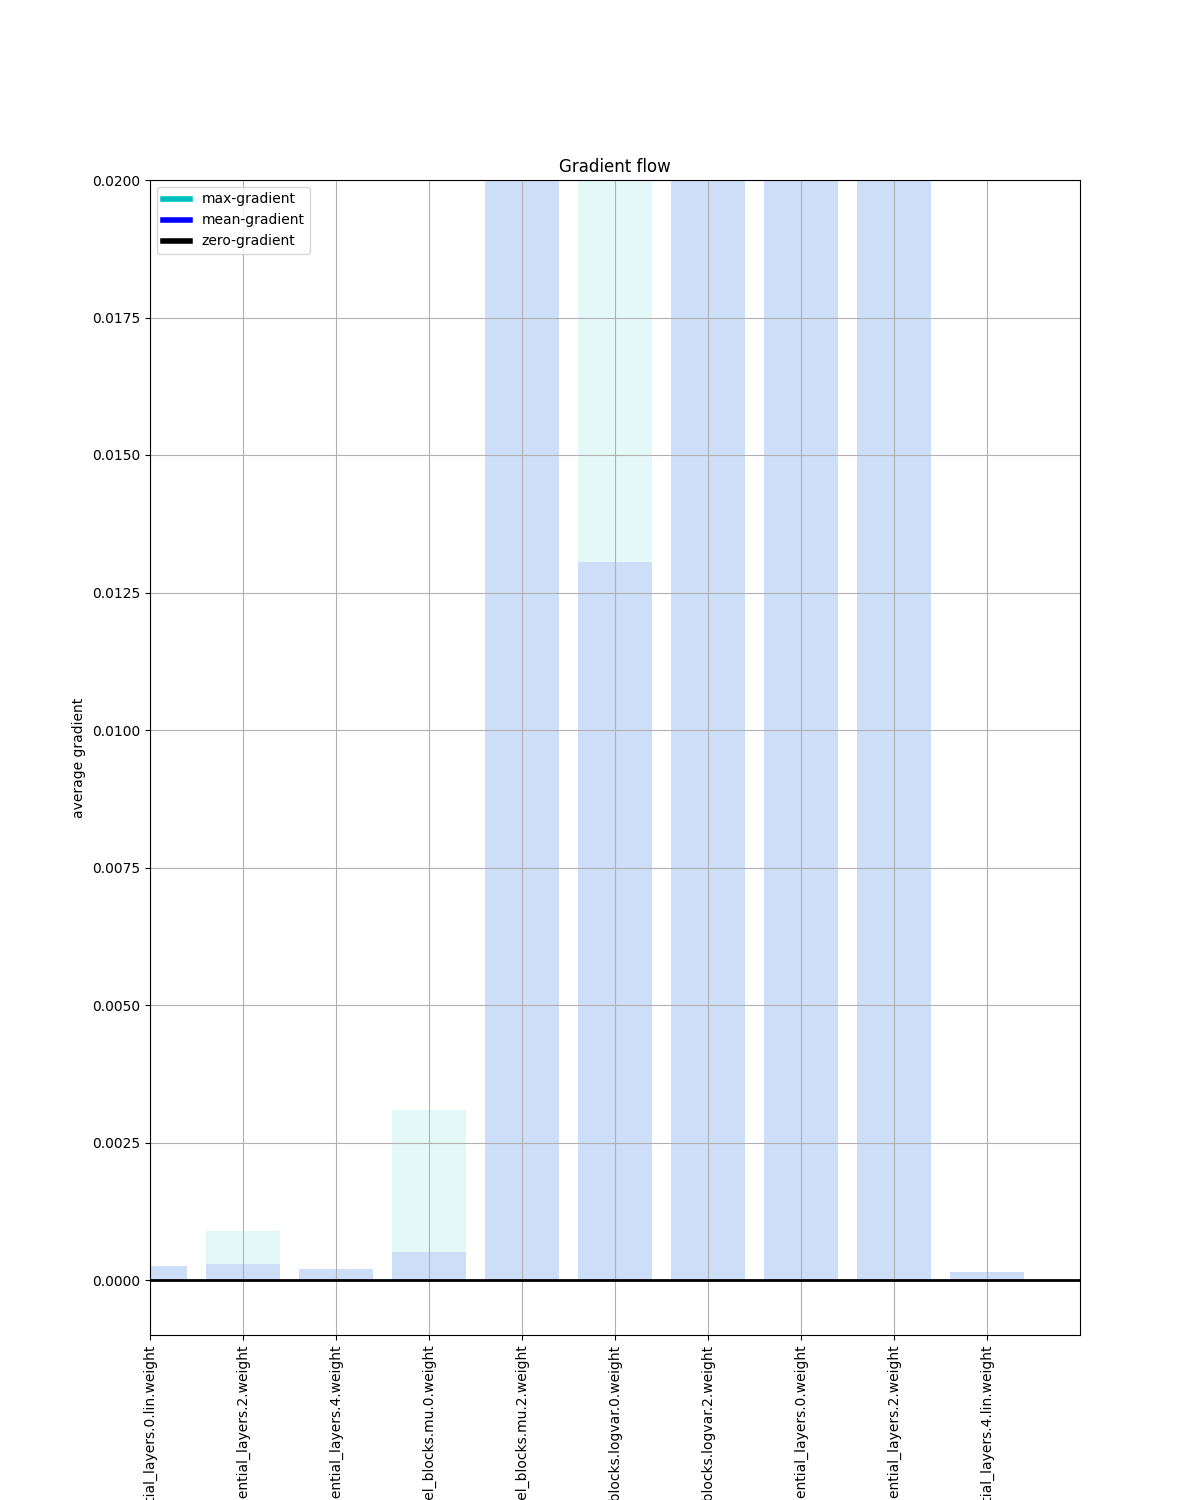 Gradient flow
max-gradient
mean-gradient
zero-gradient
0.0200
0.0175
0.0150
0.0125
0.0100
0.0075
0.0050
0.0025
0.0000
average gradient
tial_layers.0.lin.weight
ential_layers.2.weight
ential_layers.4.weight
el_blocks.mu.0.weight
el_blocks.mu.2.weight
blocks.logvar.0.weight
blocks.logvar.2.weight
ential_layers.0.weight
ential_layers.2.weight
tial_layers.4.lin.weight